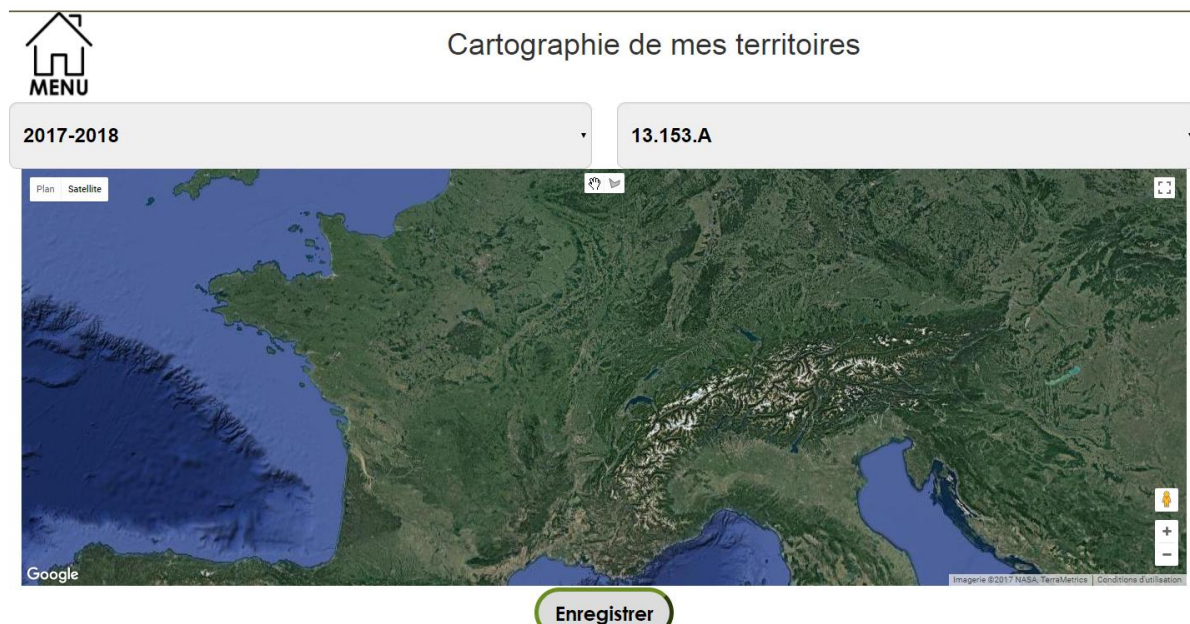 MENU
Cartographie de mes territoires
2017-2018
13.153.A
Plan Satellite
Google
Imagerie ©2017 NASA, TerraMetrics Conditions d'utilisation
Enregistrer